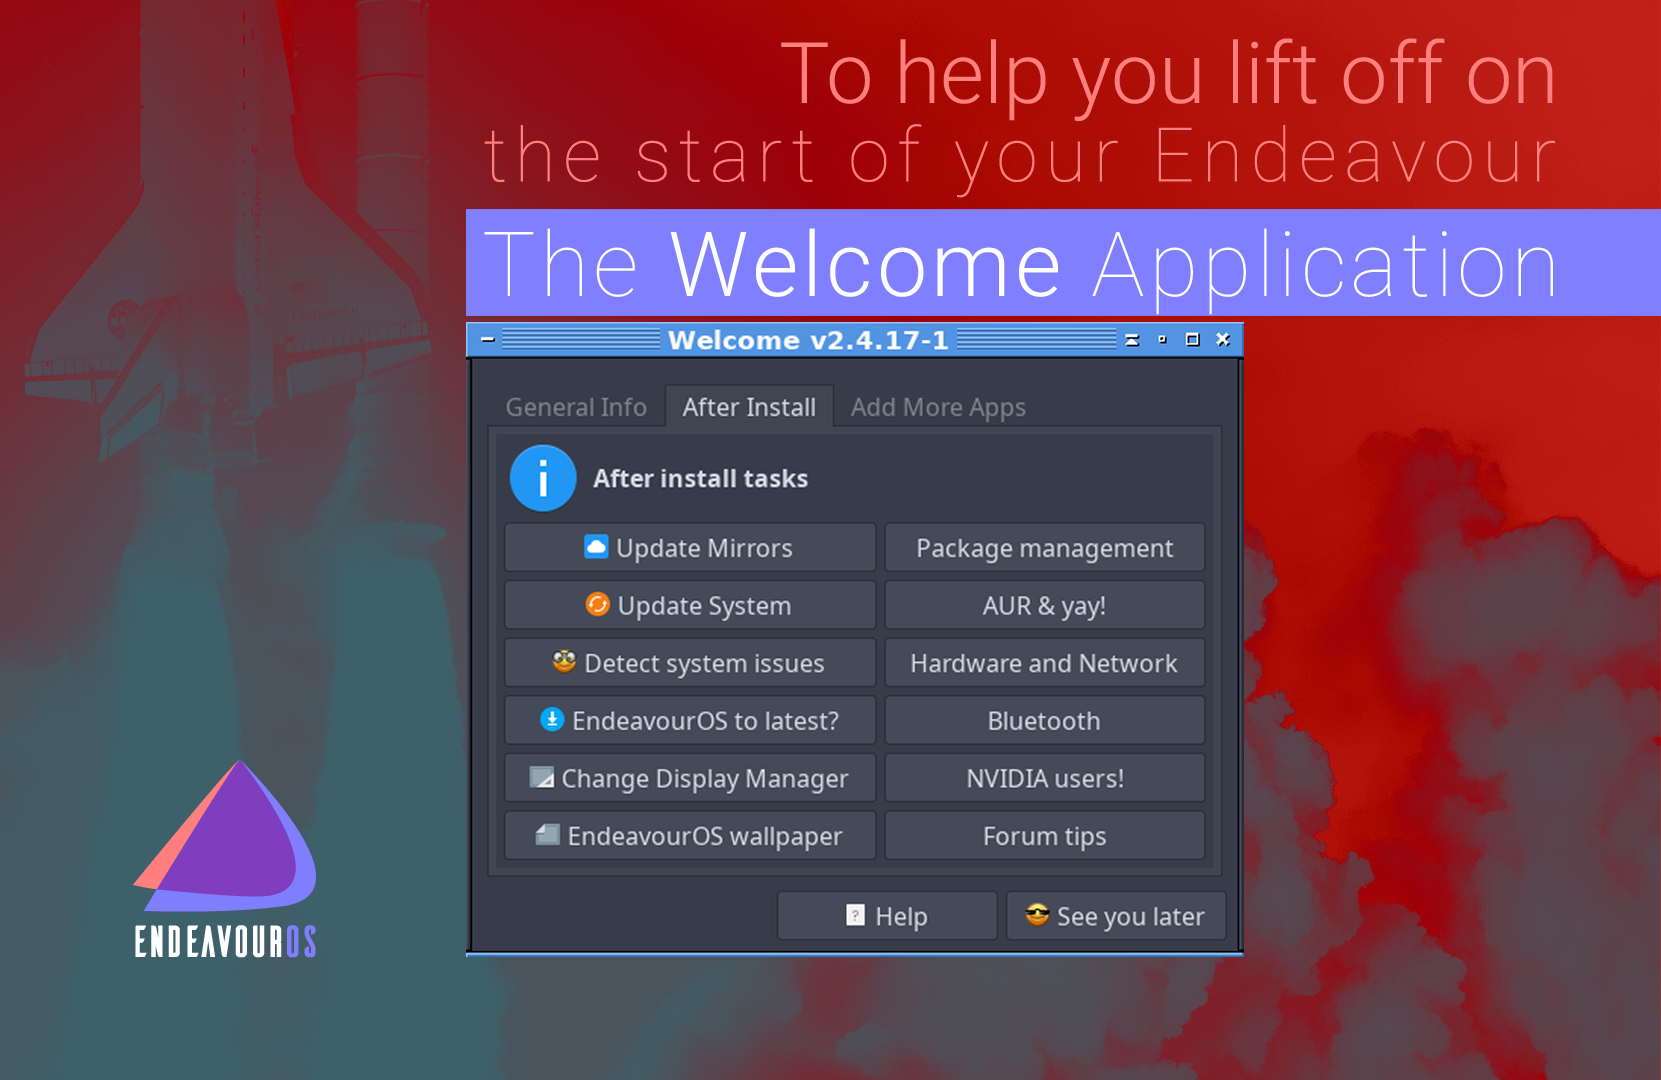 To help you lift off on
the start of your Endeavour
The Welcome Application
Welcome v2.4.17-1
General Info After Install Add More Apps
i After install tasks
Update Mirrors Package management
Update System AUR & yay!
Detect system issues Hardware and Network
EndeavourOS to latest? Bluetooth
Change Display Manager NVIDIA users!
EndeavourOS wallpaper Forum tips
? Help See you later
ENDEAVOUROS